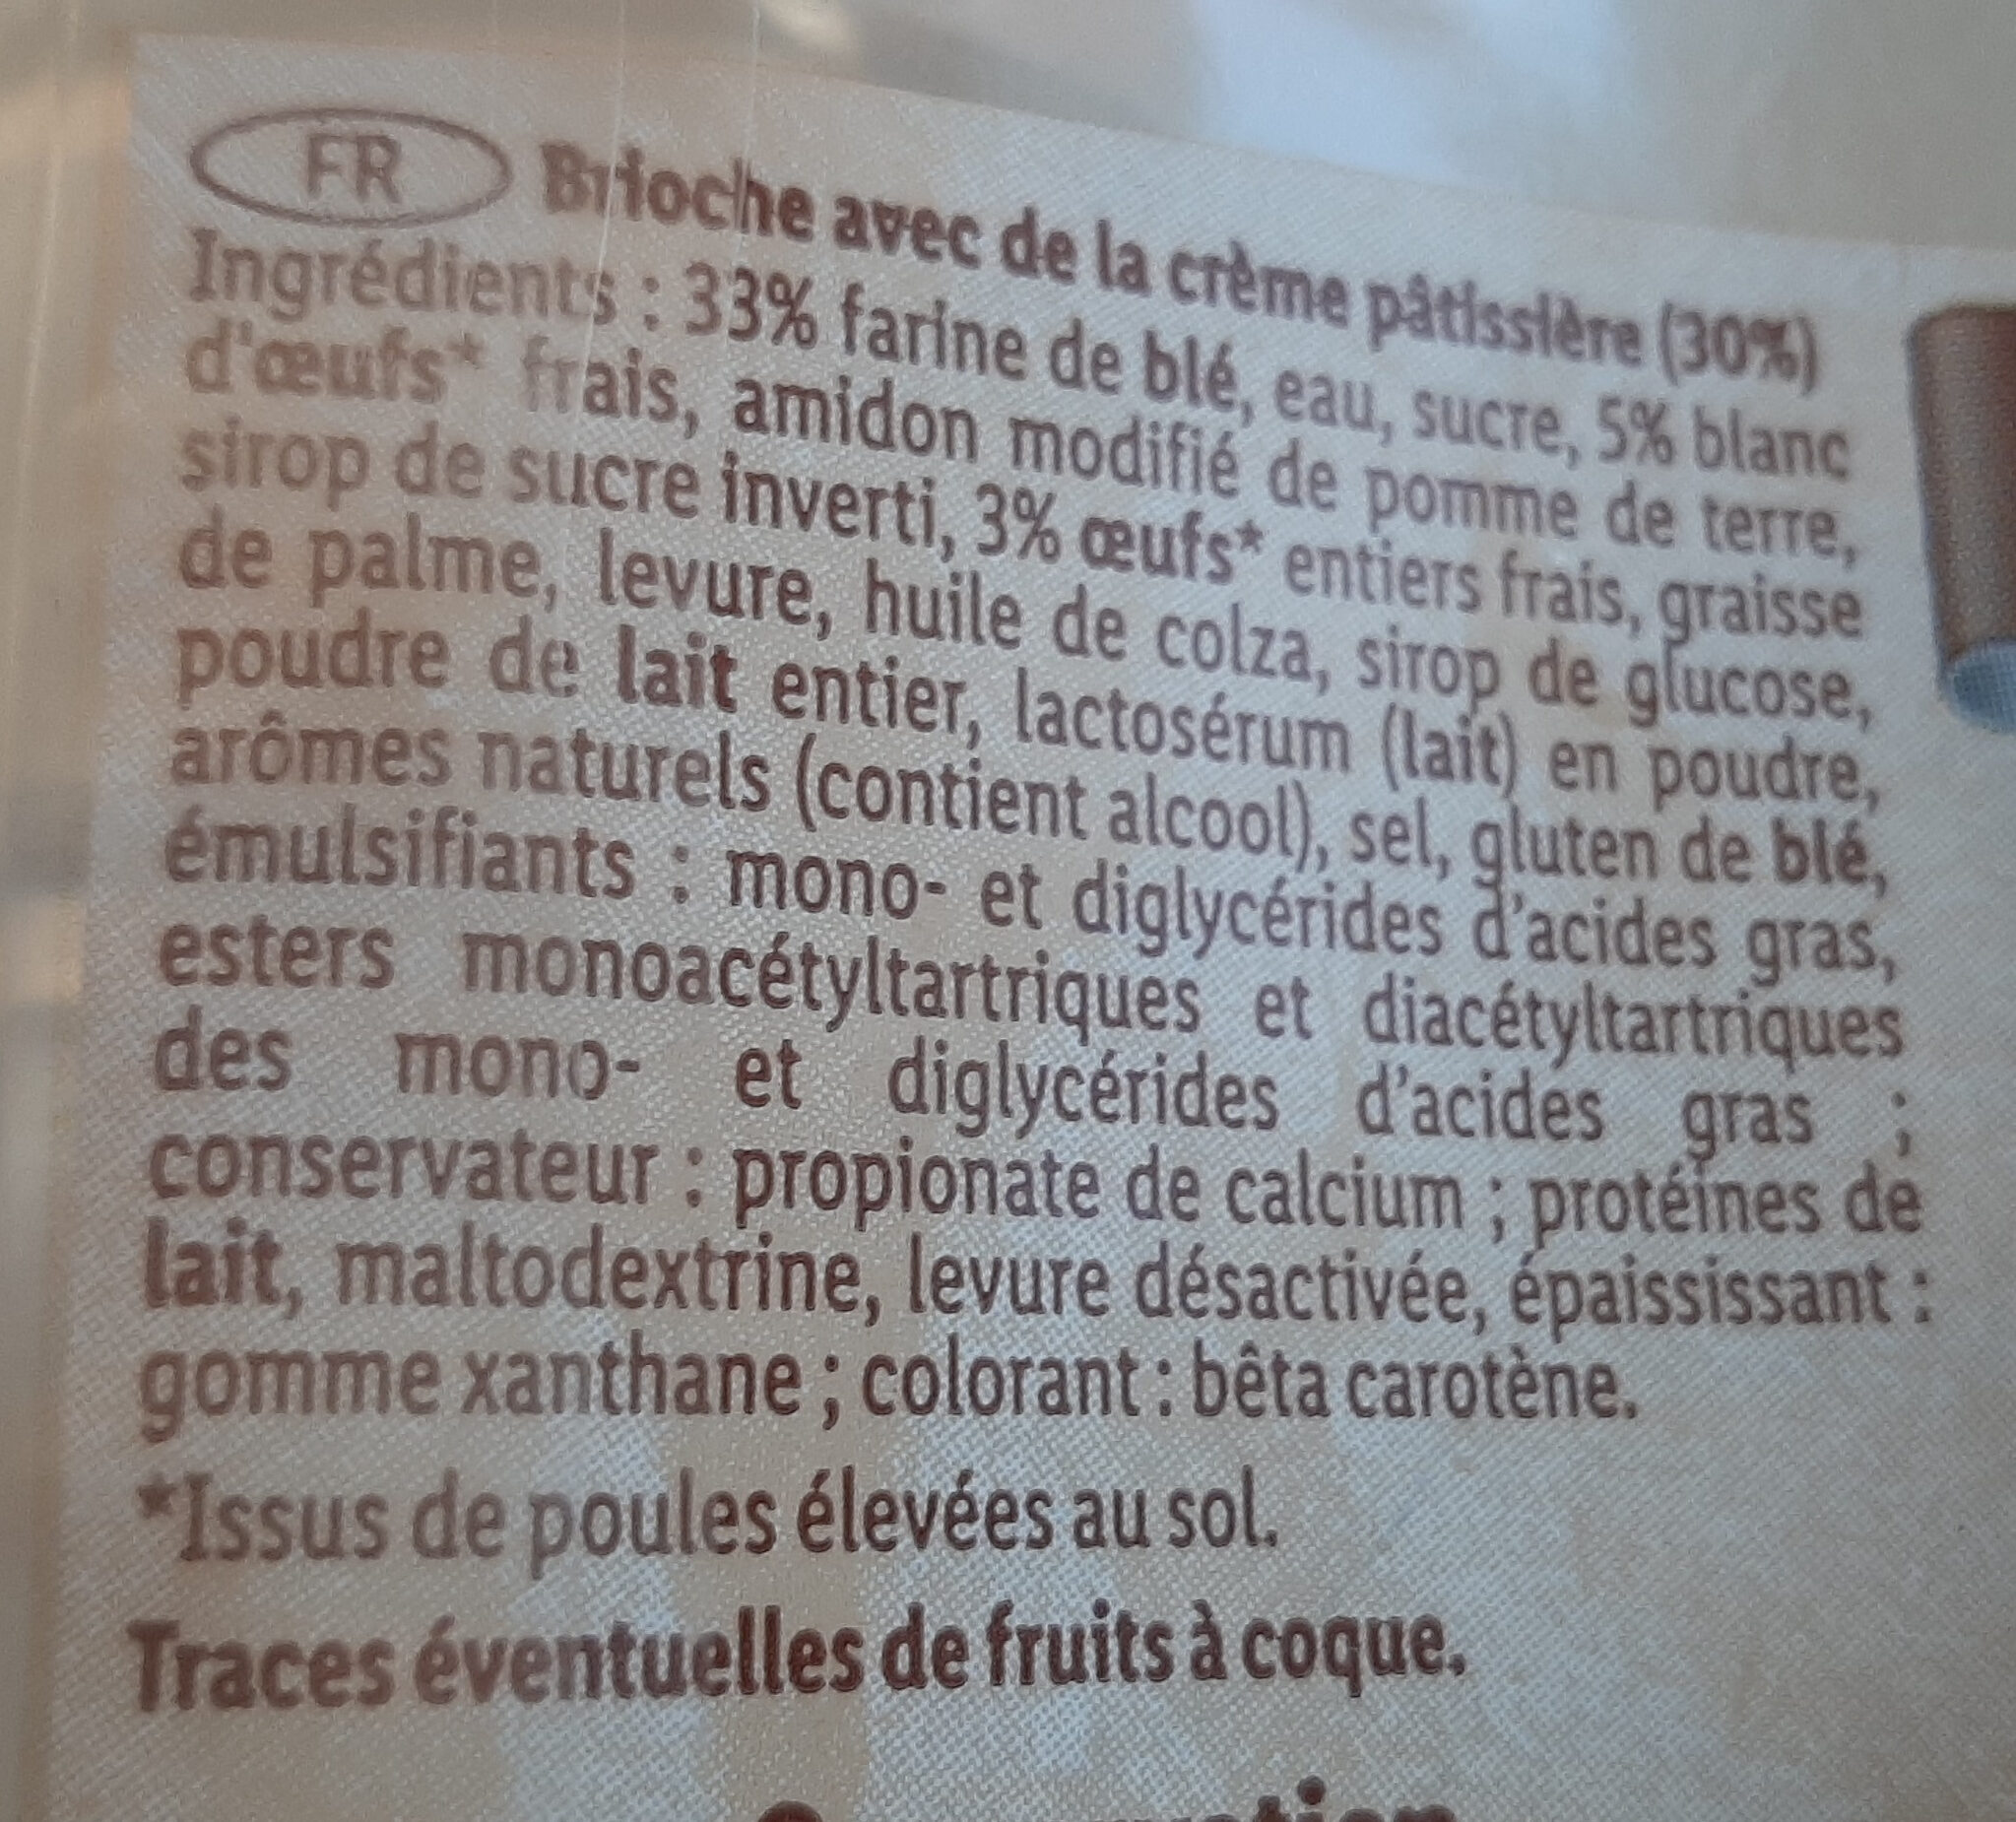 FR Brioche avec de la crème pâtissière (30%)
Ingrédients : 33% farine de blé, eau, sucre, 5% blanc
d'œufs* frais, amidon modifié de pomme de terre,
sirop de sucre inverti, 3% œufs* entiers frais, graisse
de palme, levure, huile de colza, sirop de glucose,
poudre de lait entier, lactosérum (lait) en poudre,
arômes naturels (contient alcool), sel, gluten de blé,
émulsifiants : mono- et diglycérides d'acides gras,
esters monoacétyltartriques et diacétyltartriques
des mono- et diglycérides d'acides gras ;
conservateur : propionate de calcium ; protéines de
lait, maltodextrine, levure désactivée, épaississant :
gomme xanthane ; colorant : bêta carotène.
*Issus de poules élevées au sol.
Traces éventuelles de fruits à coque.